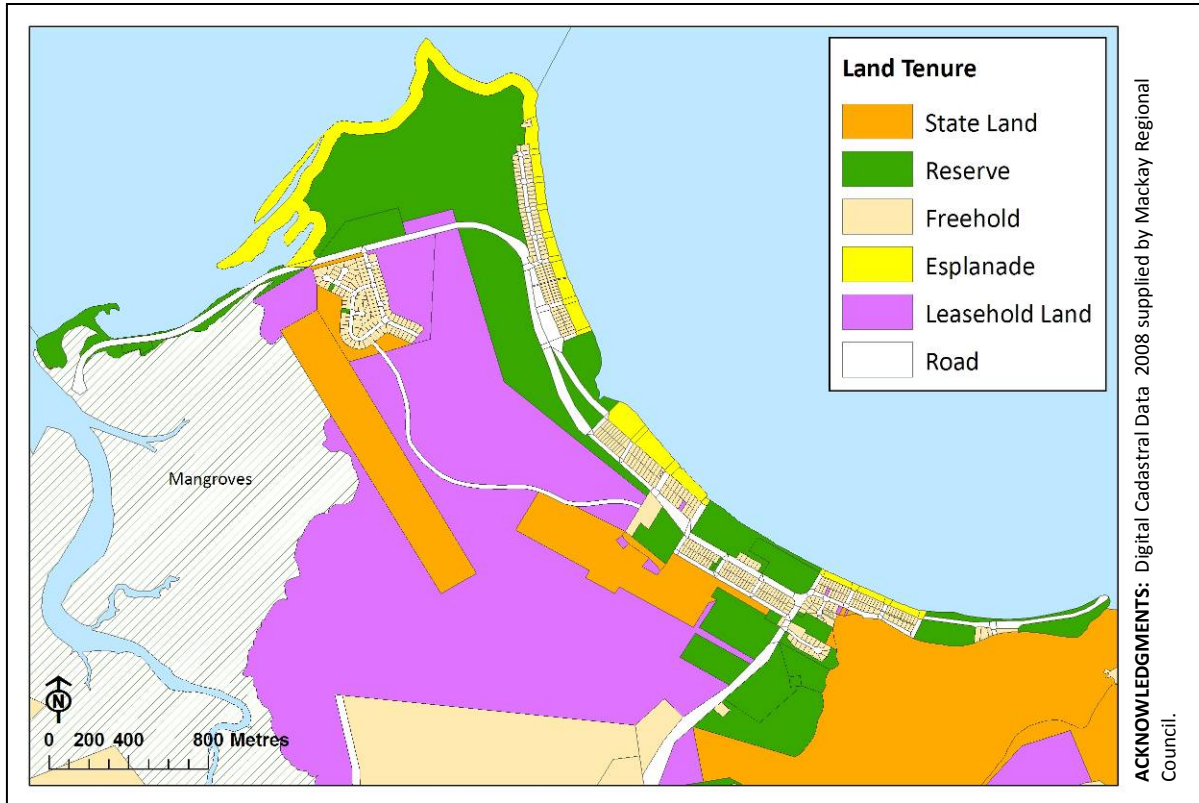 Land Tenure
State Land
Reserve
Freehold
Esplanade
Leasehold Land
Road
Mangroves
N
0 200 400 800 Metres
ACKNOWLEDGMENTS: Digital Cadastral Data 2008 supplied by Mackay Regional
Council.